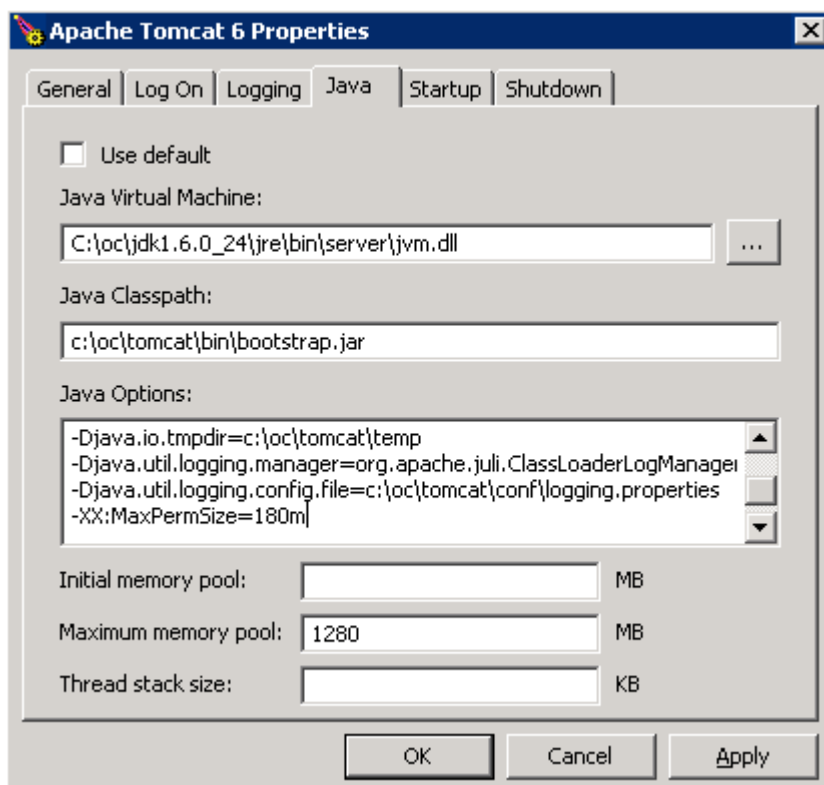 Apache Tomcat 6 Properties
General Log On Logging Java Startup Shutdown
Use default
Java Virtual Machine:
C:\oc\jdk1.6.0_24\jre\bin\server\jvm.dll ...
Java Classpath:
c:\oc\tomcat\bin\bootstrap.jar
Java Options:
-Djava.io.tmpdir=c:\oc\tomcat\temp
-Djava.util.logging.manager=org.apache.juli.ClassLoaderLogManager
-Djava.util.logging.config.file=c:\oc\tomcat\conf\logging.properties
-XX:MaxPermSize=180m
Initial memory pool: MB
Maximum memory pool: 1280 MB
Thread stack size: KB
OK Cancel Apply